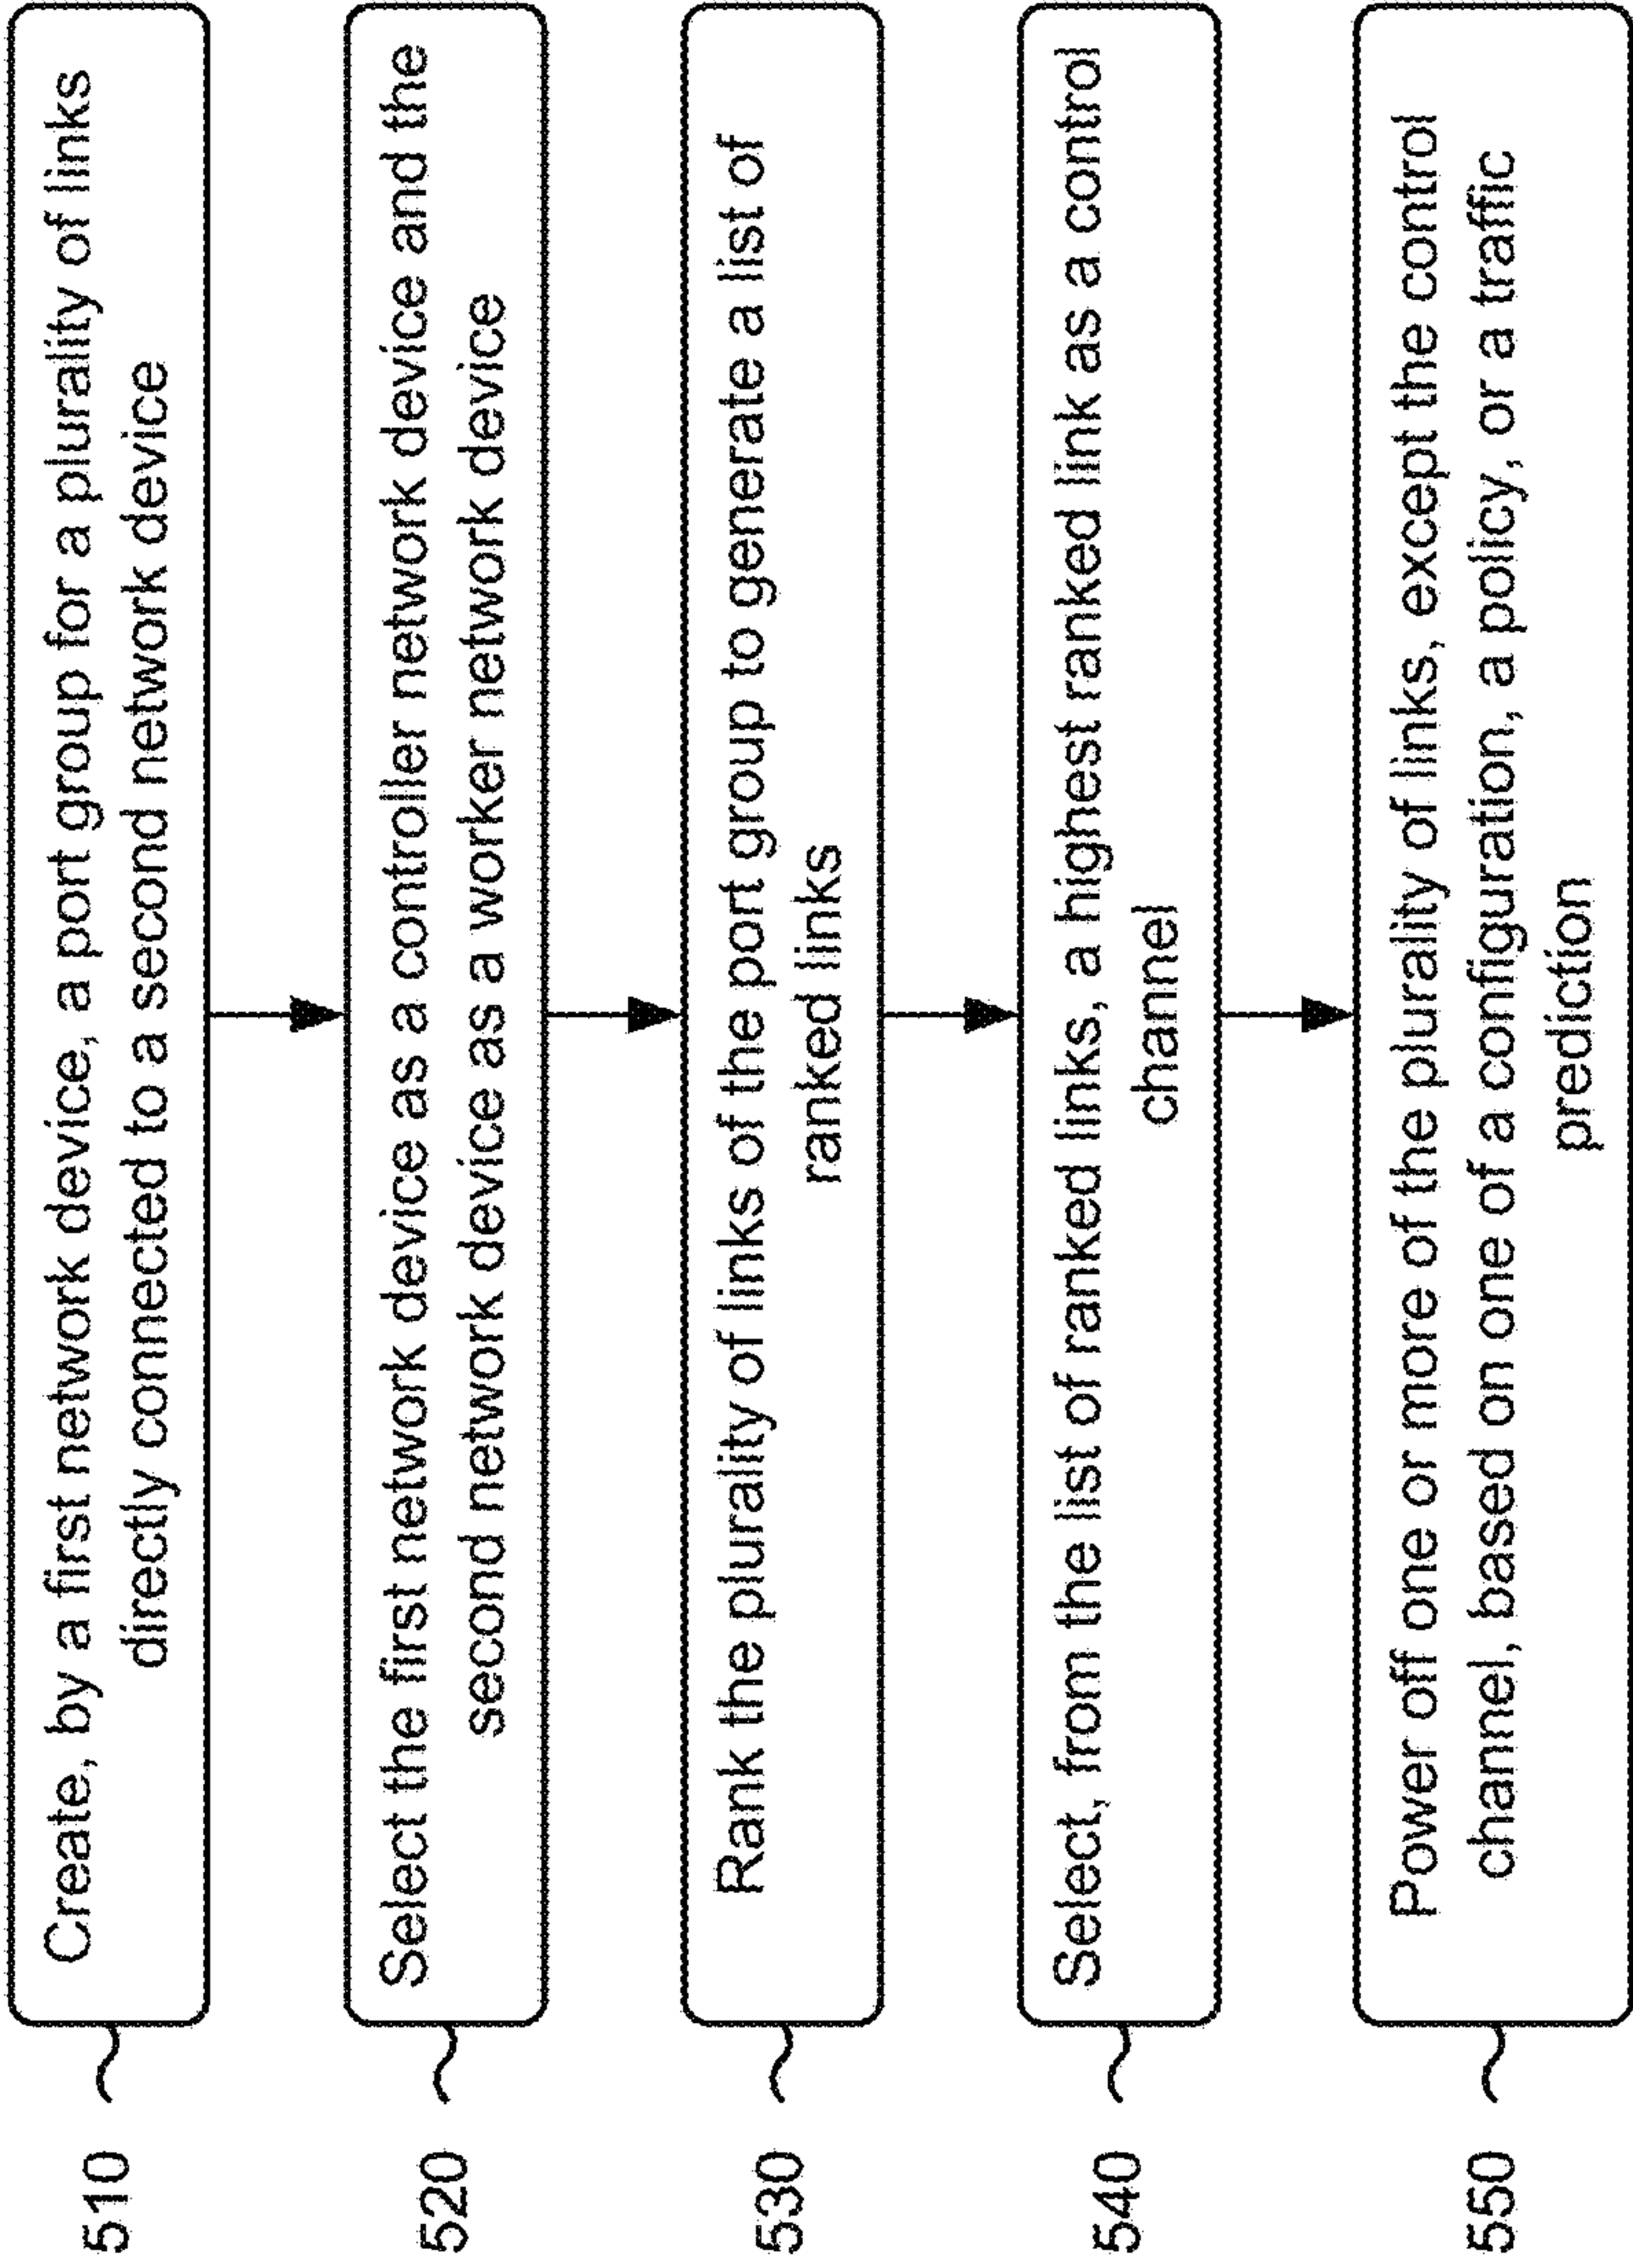 510
Create, by a first network device, a port group for a plurality of links
directly connected to a second network device
520
Select the first network device as a controller network device and the
second network device as a worker network device
530
Rank the plurality of links of the port group to generate a list of
ranked links
540
Select, from the list of ranked links, a highest ranked link as a control
channel
550
Power off one or more of the plurality of links, except the control
channel, based on one of a configuration, a policy, or a traffic
prediction